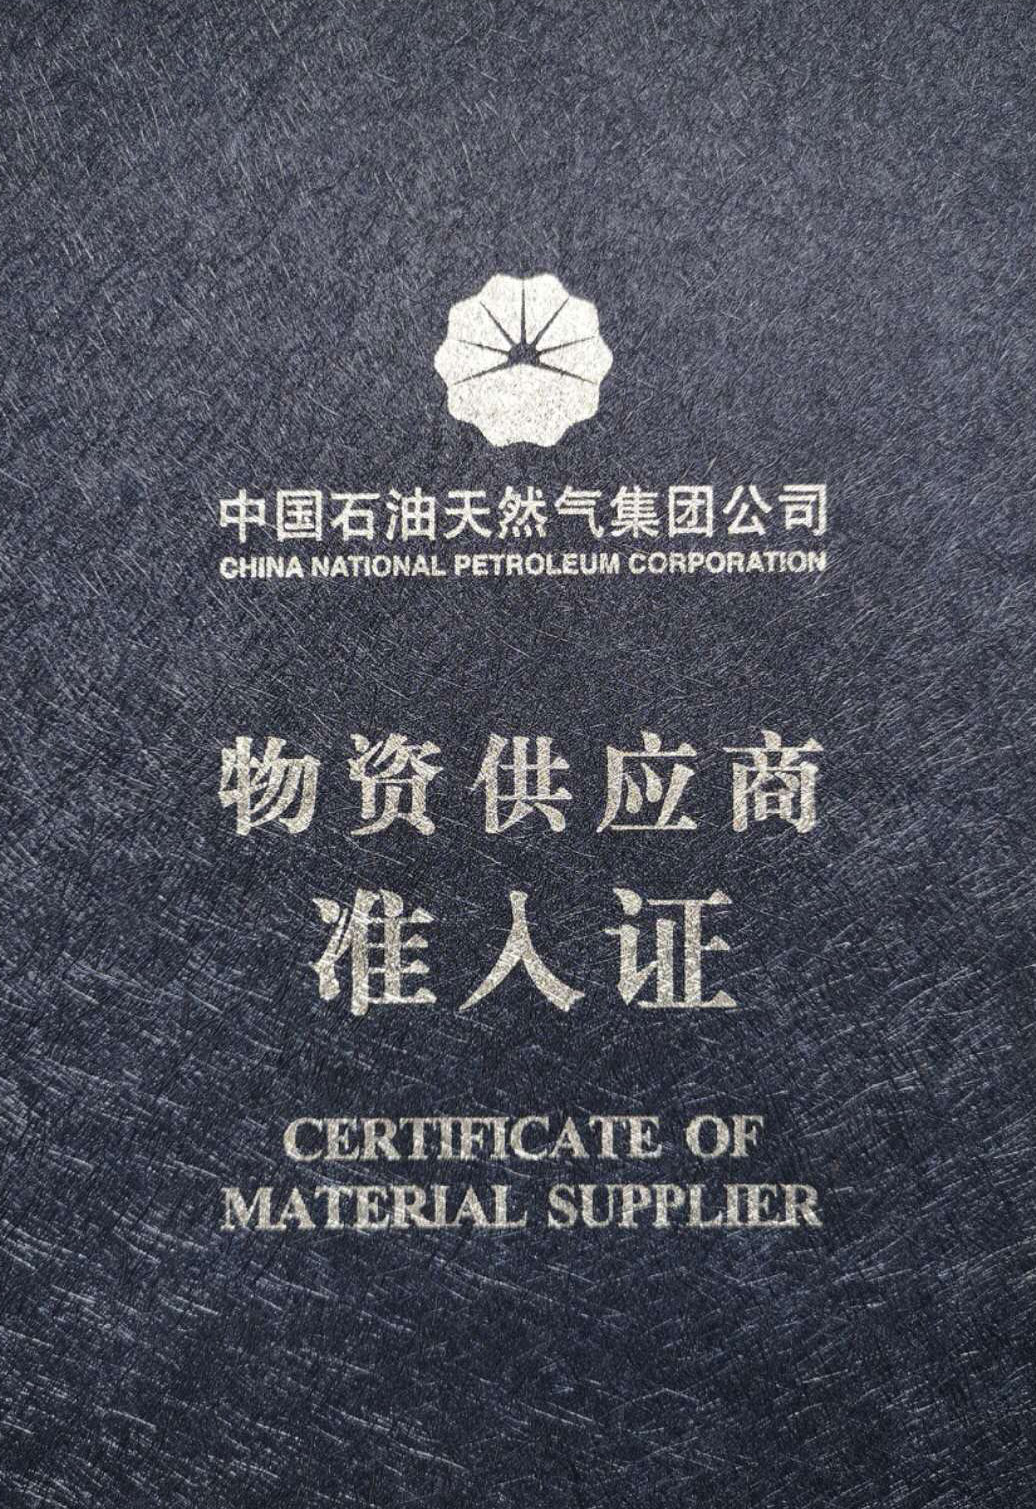 中国石油天然气集团公司
CHINA NATIONAL PETROLEUM CORPORATION
物资供应商
准入证
CERTIFICATE OF
MATERIAL SUPPLIER